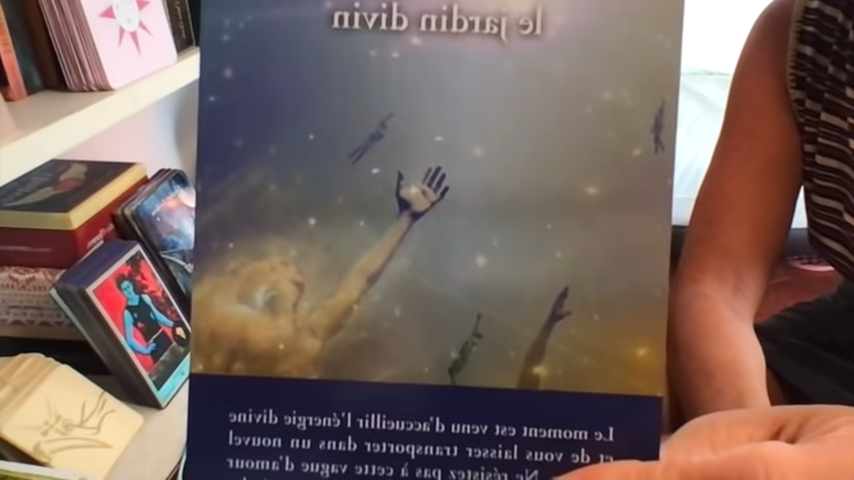 le jardin divin
Le moment est venu d'accueillir l'énergie divine
et de vous laisser transporter dans un nouvel
Ne résistez pas à cette vague d'amour